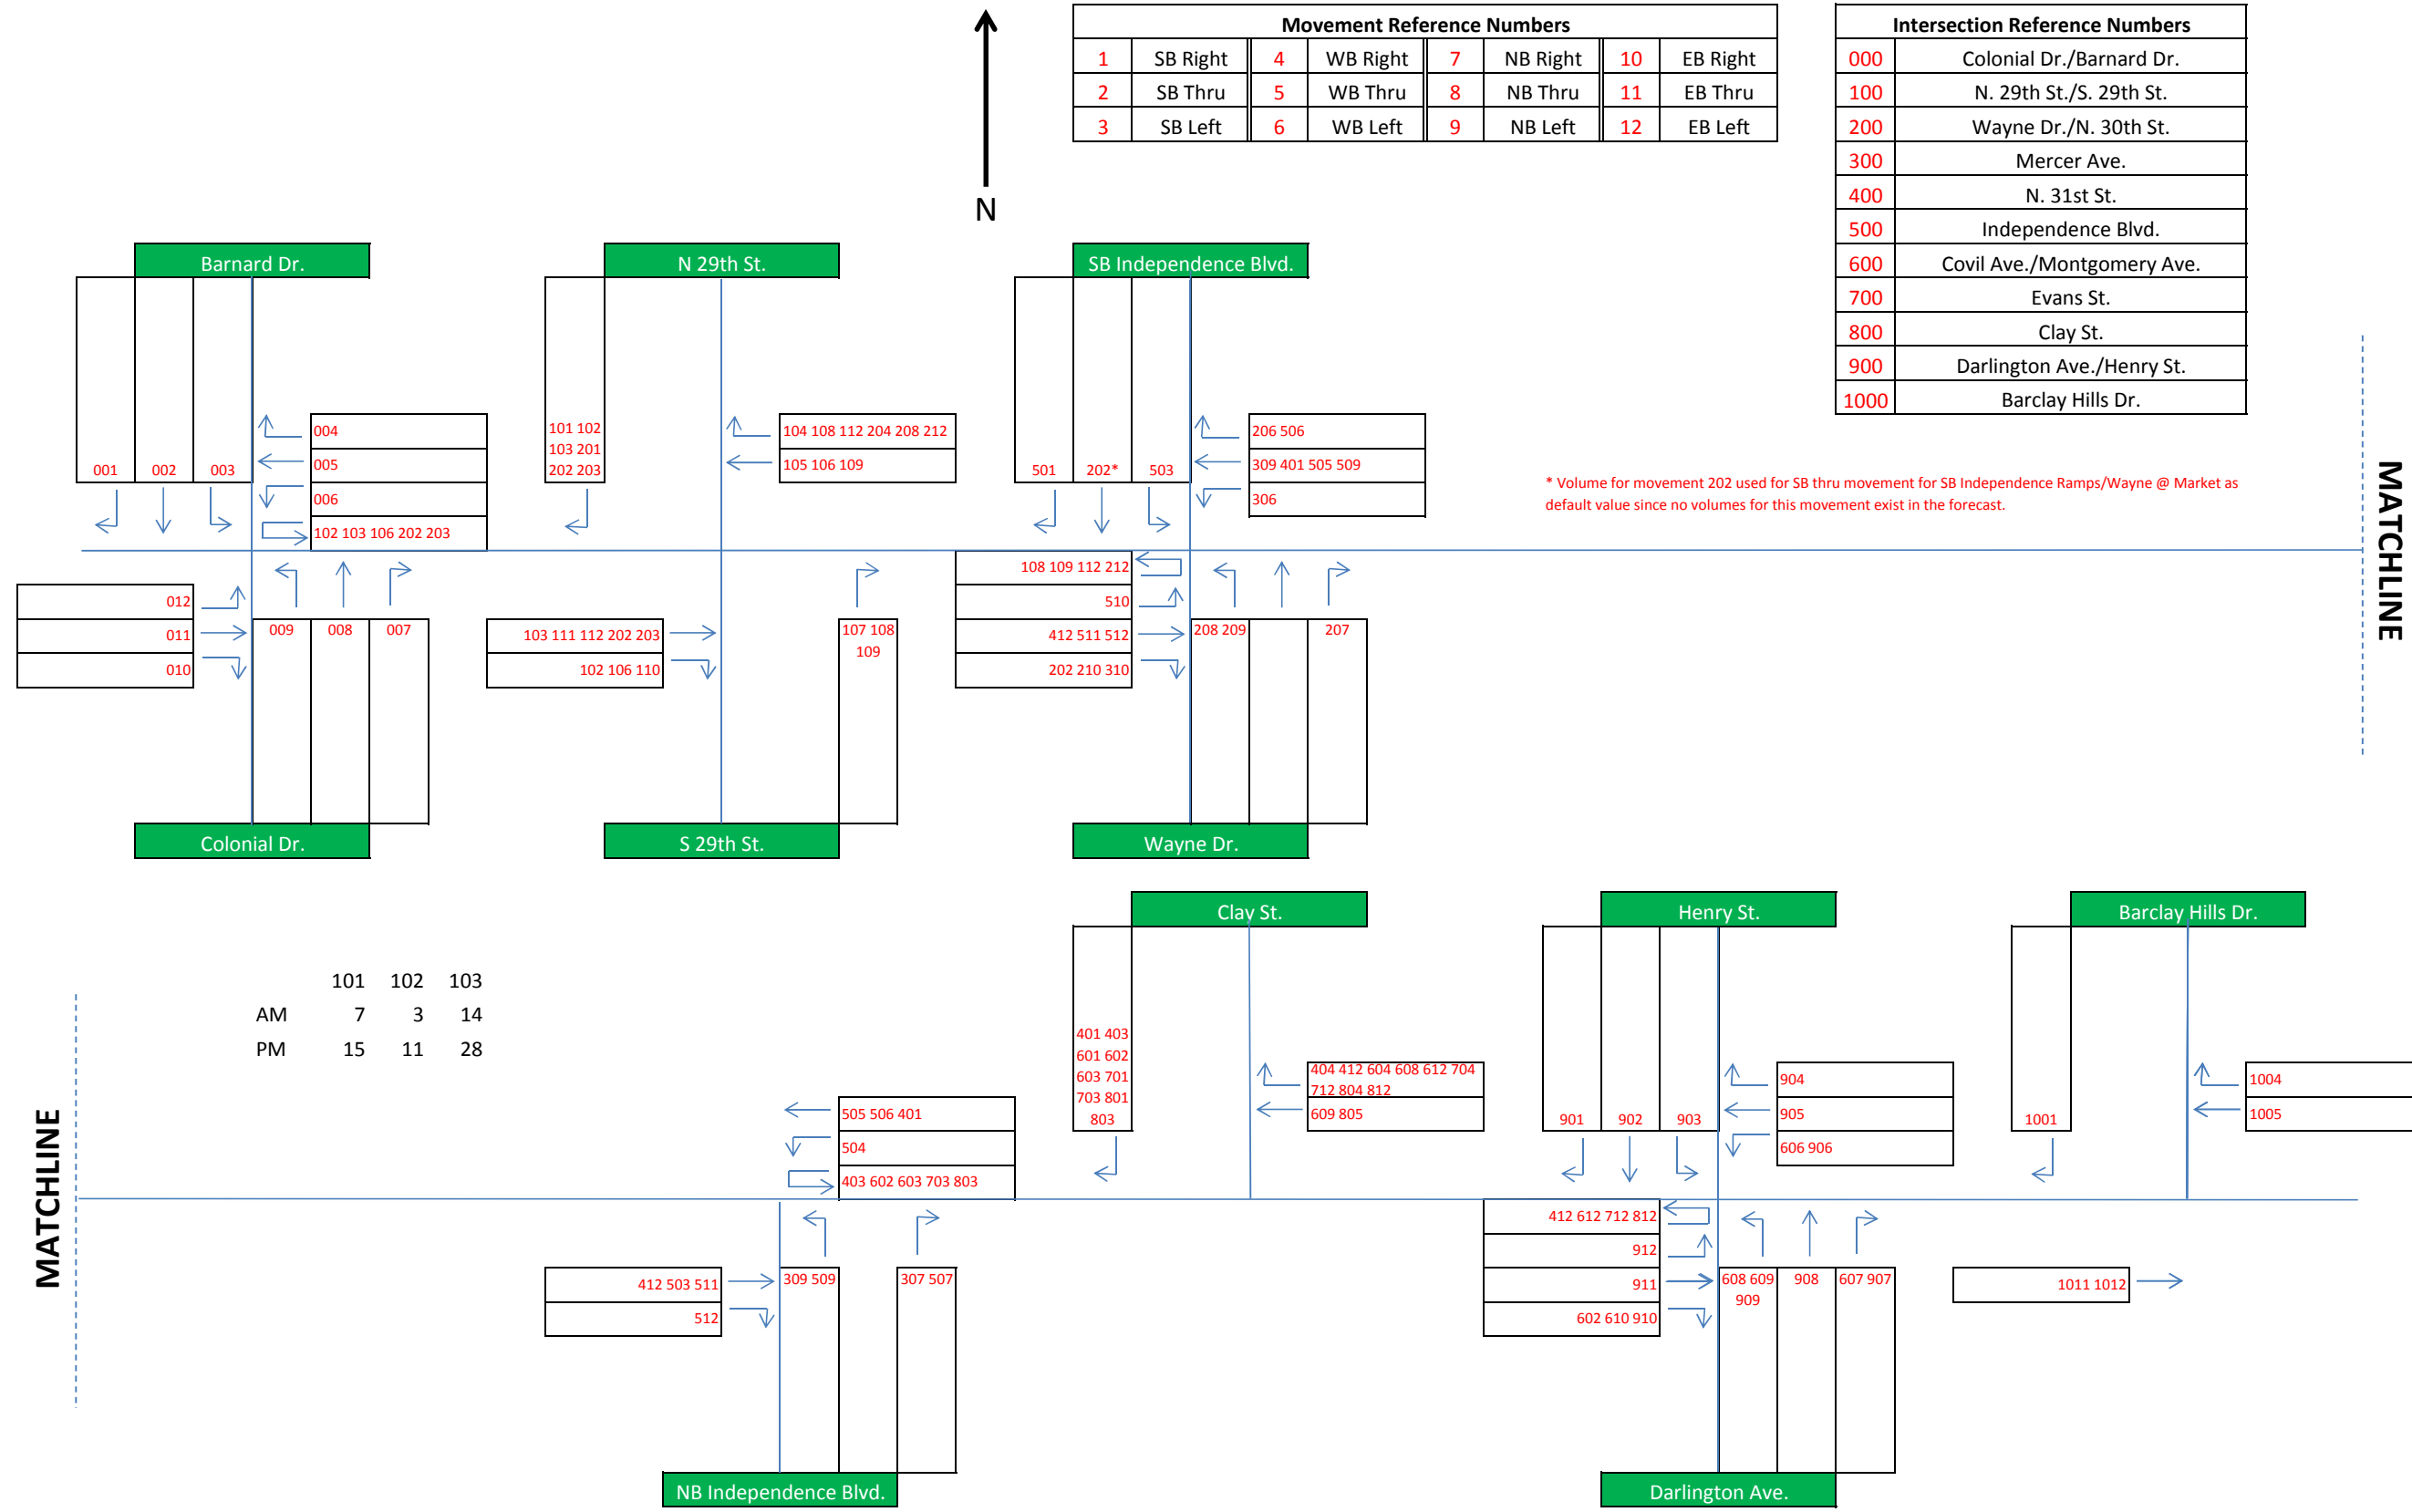 Movement Reference Numbers
1 SB Right 4 WB Right 7 NB Right 10 EB Right
2 SB Thru 5 WB Thru 8 NB Thru 11 EB Thru
3 SB Left 6 WB Left 9 NB Left 12 EB Left
Intersection Reference Numbers
000 Colonial Dr./Barnard Dr.
100 N. 29th St./S. 29th St.
200 Wayne Dr./N. 30th St.
300 Mercer Ave.
400 N. 31st St.
500 Independence Blvd.
600 Covil Ave./Montgomery Ave.
700 Evans St.
800 Clay St.
900 Darlington Ave./Henry St.
1000 Barclay Hills Dr.
N
Barnard Dr.
001 002 003
004
005
006
102 103 106 202 203
012
011
010
009 008 007
Colonial Dr.
N 29th St.
101 102
103 201
202 203
104 108 112 204 208 212
105 106 109
103 111 112 202 203
102 106 110
107 108
109
S 29th St.
SB Independence Blvd.
501 202* 503
206 506
309 401 505 509
306
108 109 112 212
510
412 511 512
202 210 310
208 209 207
Wayne Dr.
* Volume for movement 202 used for SB thru movement for SB Independence Ramps/Wayne @ Market as
default value since no volumes for this movement exist in the forecast.
MATCHLINE
MATCHLINE
101 102 103
AM 7 3 14
PM 15 11 28
505 506 401
504
403 602 603 703 803
412 503 511
512
309 509 307 507
NB Independence Blvd.
Clay St.
401 403
601 602
603 701
703 801
803
404 412 604 608 612 704
712 804 812
609 805
Henry St.
901 902 903
904
905
606 906
412 612 712 812
912
911
602 610 910
608 609 908 607 907
909
Darlington Ave.
Barclay Hills Dr.
1001
1004
1005
1011 1012